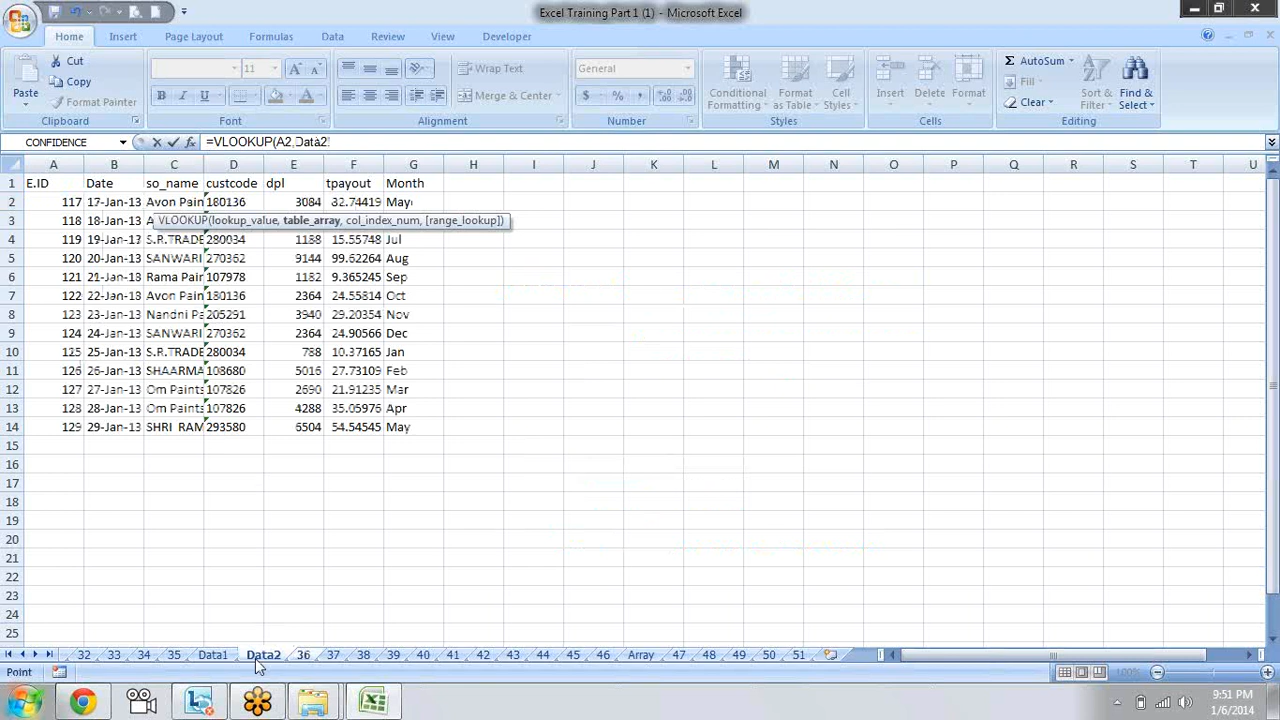 Excel Training Part 1 (1) - Microsoft Excel
Home Insert Page Layout Formulas Data Review View Developer
Paste Cut Copy Format Painter Clipboard
11 Font
Wrap Text Merge & Center Alignment
General $ % , Number
Conditional Formatting Format as Table Cell Styles Styles
Insert Delete Format Cells
Σ AutoSum Fill Clear Sort & Filter Find & Select Editing
CONFIDENCE fx =VLOOKUP(A2,Data2!
A B C D E F G H I J K L M N O P Q R S T U
1 E.ID Date so_name custcode dpl tpayout Month
2 117 17-Jan-13 Avon Pain 180136 3084 32.74419 May
3 118 18-Jan-13 A
VLOOKUP(lookup_value, table_array, col_index_num, [range_lookup])
4 119 19-Jan-13 S.R.TRADE 280034 1188 15.55748 Jul
5 120 20-Jan-13 SANWARI 270362 9144 99.62264 Aug
6 121 21-Jan-13 Rama Pain 107978 1182 9.365245 Sep
7 122 22-Jan-13 Avon Pain 180136 2364 24.55814 Oct
8 123 23-Jan-13 Nandni Pa 205291 3940 29.20354 Nov
9 124 24-Jan-13 SANWARI 270362 2364 24.90566 Dec
10 125 25-Jan-13 S.R.TRADE 280034 788 10.37165 Jan
11 126 26-Jan-13 SHAARMA 108680 5016 27.73109 Feb
12 127 27-Jan-13 Om Paints 107826 2690 21.91235 Mar
13 128 28-Jan-13 Om Paints 107826 4288 35.05976 Apr
14 129 29-Jan-13 SHRI RAM 293580 6504 54.54545 May
15
16
17
18
19
20
21
22
23
24
25
32 33 34 35 Data1 Data2 36 37 38 39 40 41 42 43 44 45 46 Array 47 48 49 50 51
Point 100%
9:51 PM
1/6/2014